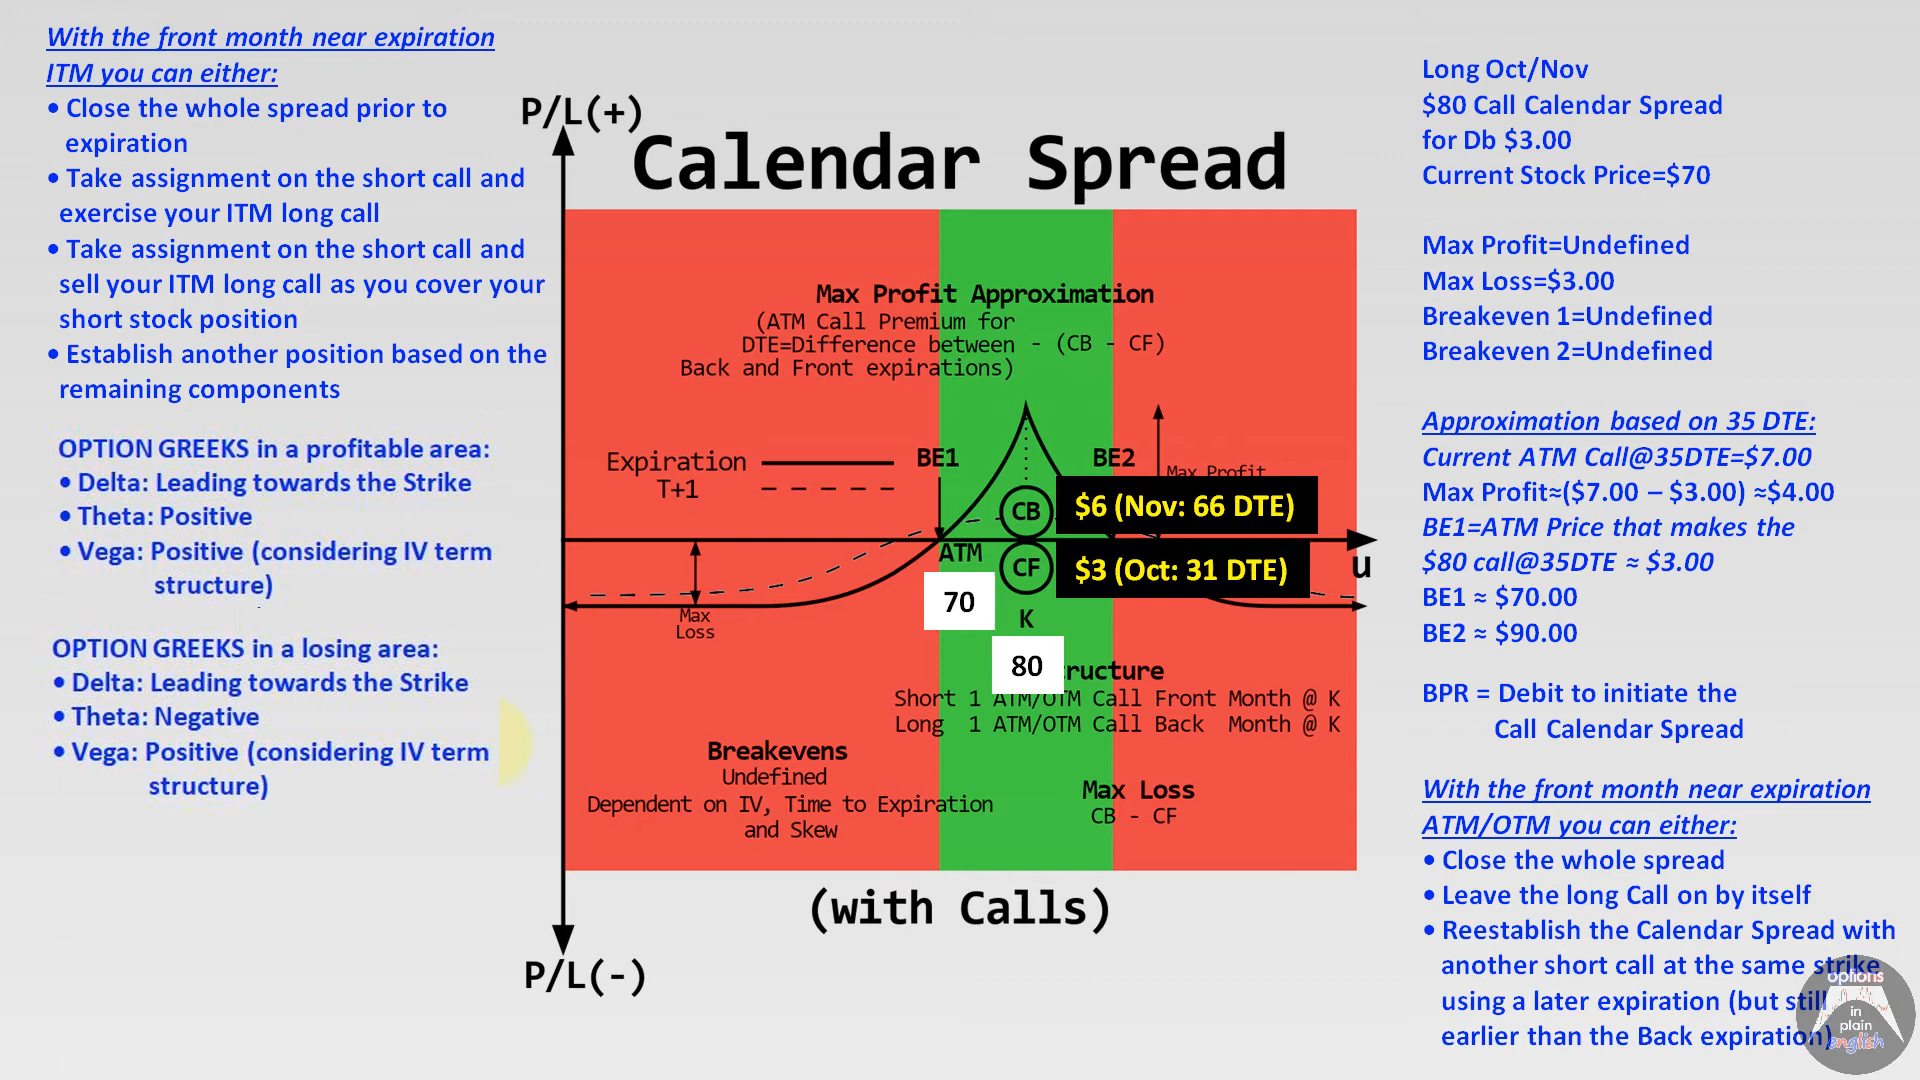 With the front month near expiration
ITM you can either:
• Close the whole spread prior to
expiration
• Take assignment on the short call and
exercise your ITM long call
• Take assignment on the short call and
sell your ITM long call as you cover your
short stock position
• Establish another position based on the
remaining components
OPTION GREEKS in a profitable area:
• Delta: Leading towards the Strike
• Theta: Positive
• Vega: Positive (considering IV term
structure)
OPTION GREEKS in a losing area:
• Delta: Leading towards the Strike
• Theta: Negative
• Vega: Positive (considering IV term
structure)
P/L(+)
Calendar Spread
Max Profit Approximation
(ATM Call Premium for
DTE=Difference between - (CB - CF)
Back and Front expirations)
Expiration
T+1
BE1
BE2
Max Profit
CB
$6 (Nov: 66 DTE)
ATM
CF
$3 (Oct: 31 DTE)
u
70
K
Max
Loss
80
ructure
Short 1 ATM/OTM Call Front Month @ K
Long 1 ATM/OTM Call Back Month @ K
Breakevens
Undefined
Dependent on IV, Time to Expiration
and Skew
Max Loss
CB - CF
(with Calls)
P/L(-)
Long Oct/Nov
$80 Call Calendar Spread
for Db $3.00
Current Stock Price=$70
Max Profit=Undefined
Max Loss=$3.00
Breakeven 1=Undefined
Breakeven 2=Undefined
Approximation based on 35 DTE:
Current ATM Call@35DTE=$7.00
Max Profit≈($7.00 – $3.00) ≈$4.00
BE1=ATM Price that makes the
$80 call@35DTE ≈ $3.00
BE1 ≈ $70.00
BE2 ≈ $90.00
BPR = Debit to initiate the
Call Calendar Spread
With the front month near expiration
ATM/OTM you can either:
• Close the whole spread
• Leave the long Call on by itself
• Reestablish the Calendar Spread with
another short call at the same strike
using a later expiration (but still
earlier than the Back expiration)
options
in
plain
english